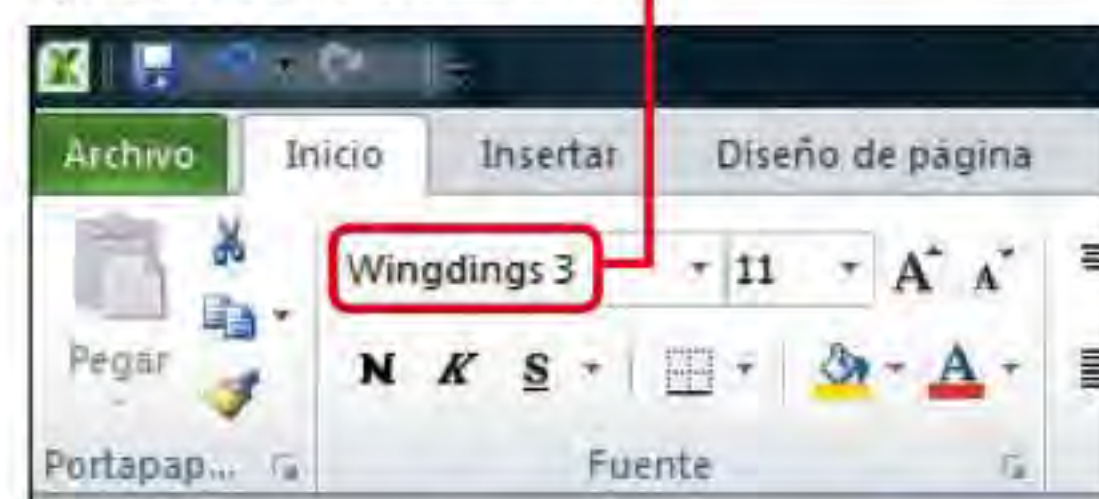 Archivo Inicio Insertar Diseño de página
Wingdings 3 11 A A
Pegar N K S A
Portapap... Fuente